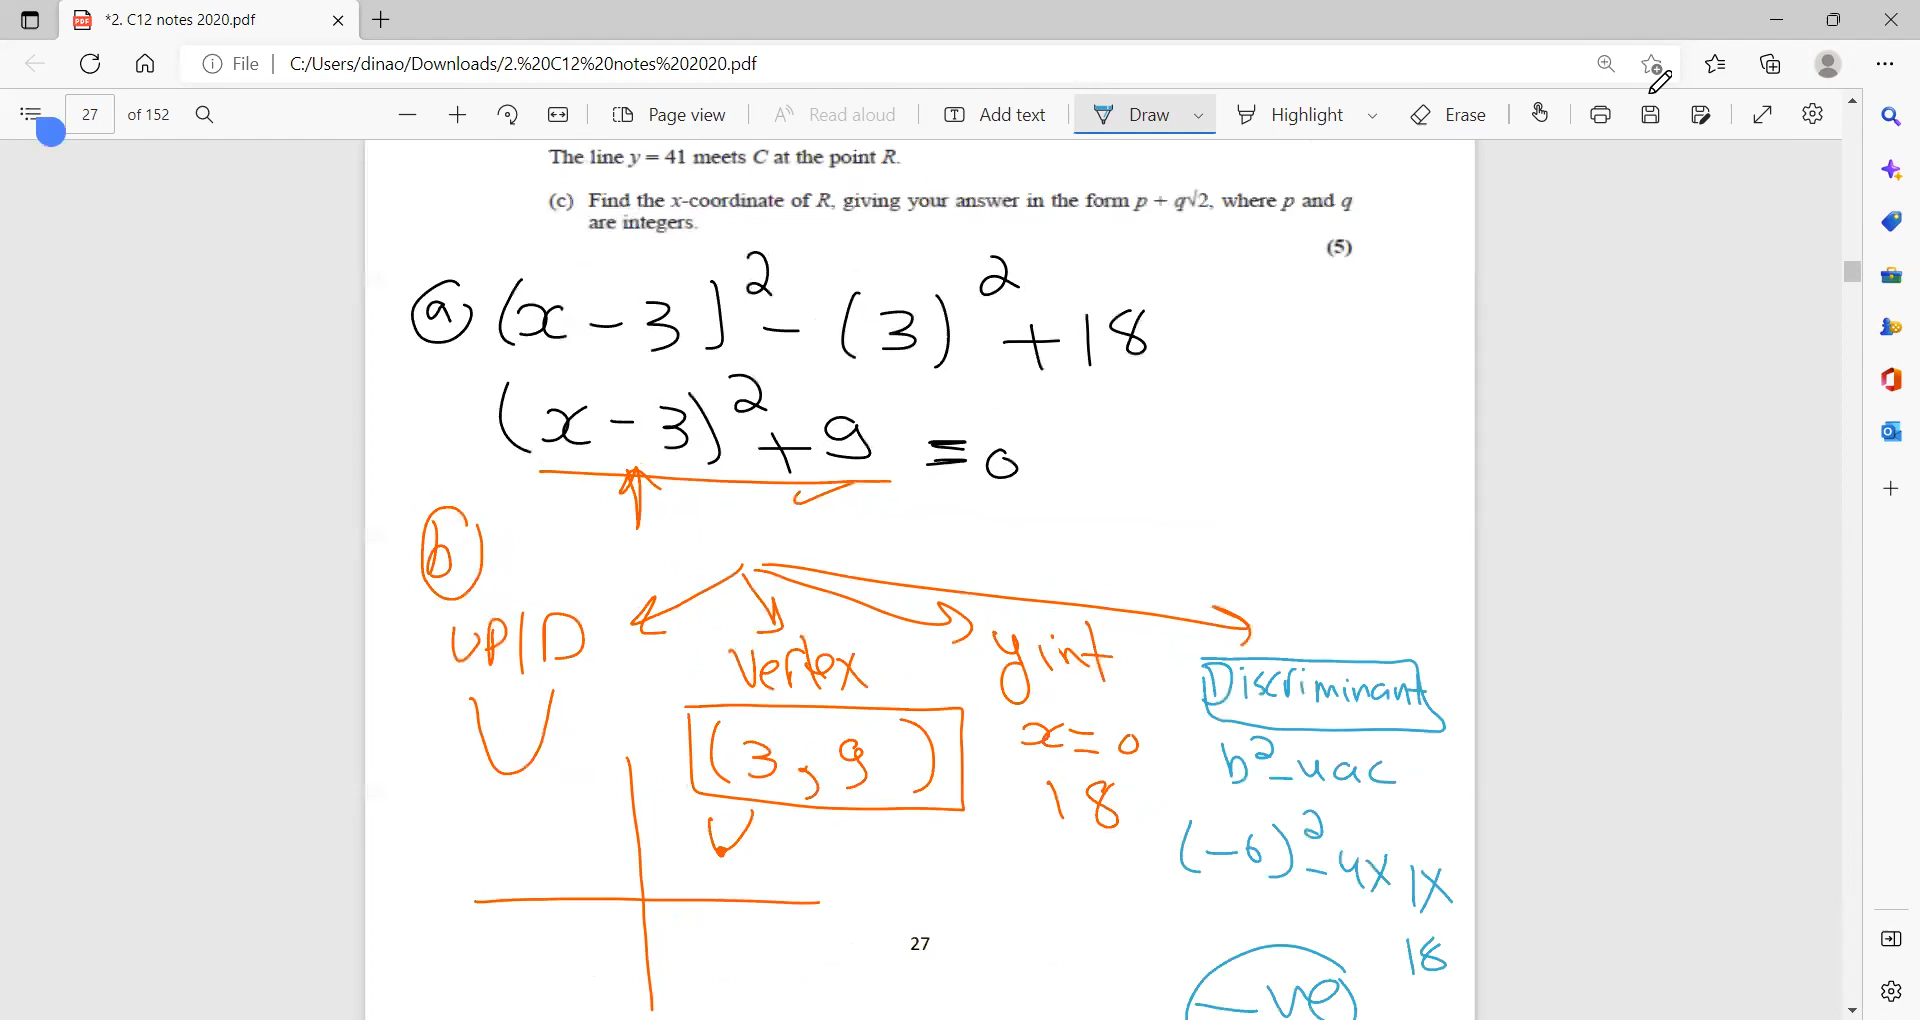 *2. C12 notes 2020.pdf
File | C:/Users/dinao/Downloads/2.%20C12%20notes%202020.pdf
27 of 152 Page view Read aloud Add text Draw Highlight Erase
The line y = 41 meets C at the point R.
(c) Find the x-coordinate of R, giving your answer in the form p + q√2, where p and q
are integers.
(5)
a (x - 3)² - (3)² + 18
(x - 3)² + 9 = 0
b
UP/D
Vertex
y int
Discriminant
(3, 9)
x = 0
18
b² - 4ac
(-6)² - 4x 1x
18
-ve
27